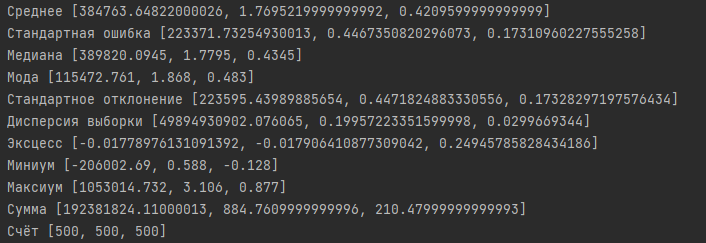 Среднее [384763.64822000026, 1.7695219999999992, 0.4209599999999999]
Стандартная ошибка [223371.73254930013, 0.4467350820296073, 0.17310960227555258]
Медиана [389820.0945, 1.7795, 0.4345]
Мода [115472.761, 1.868, 0.483]
Стандартное отклонение [223595.43989885654, 0.4471824883330556, 0.17328297197576434]
Дисперсия выборки [49894930902.076065, 0.19997223351599998, 0.0299669344]
Эксцесс [-0.01778976131091392, -0.017906410877309042, 0.24945785828434186]
Миниум [-206002.69, 0.588, -0.128]
Максиум [1053014.732, 3.106, 0.877]
Сумма [192381824.11000013, 884.7609999999996, 210.47999999999993]
Счёт [500, 500, 500]